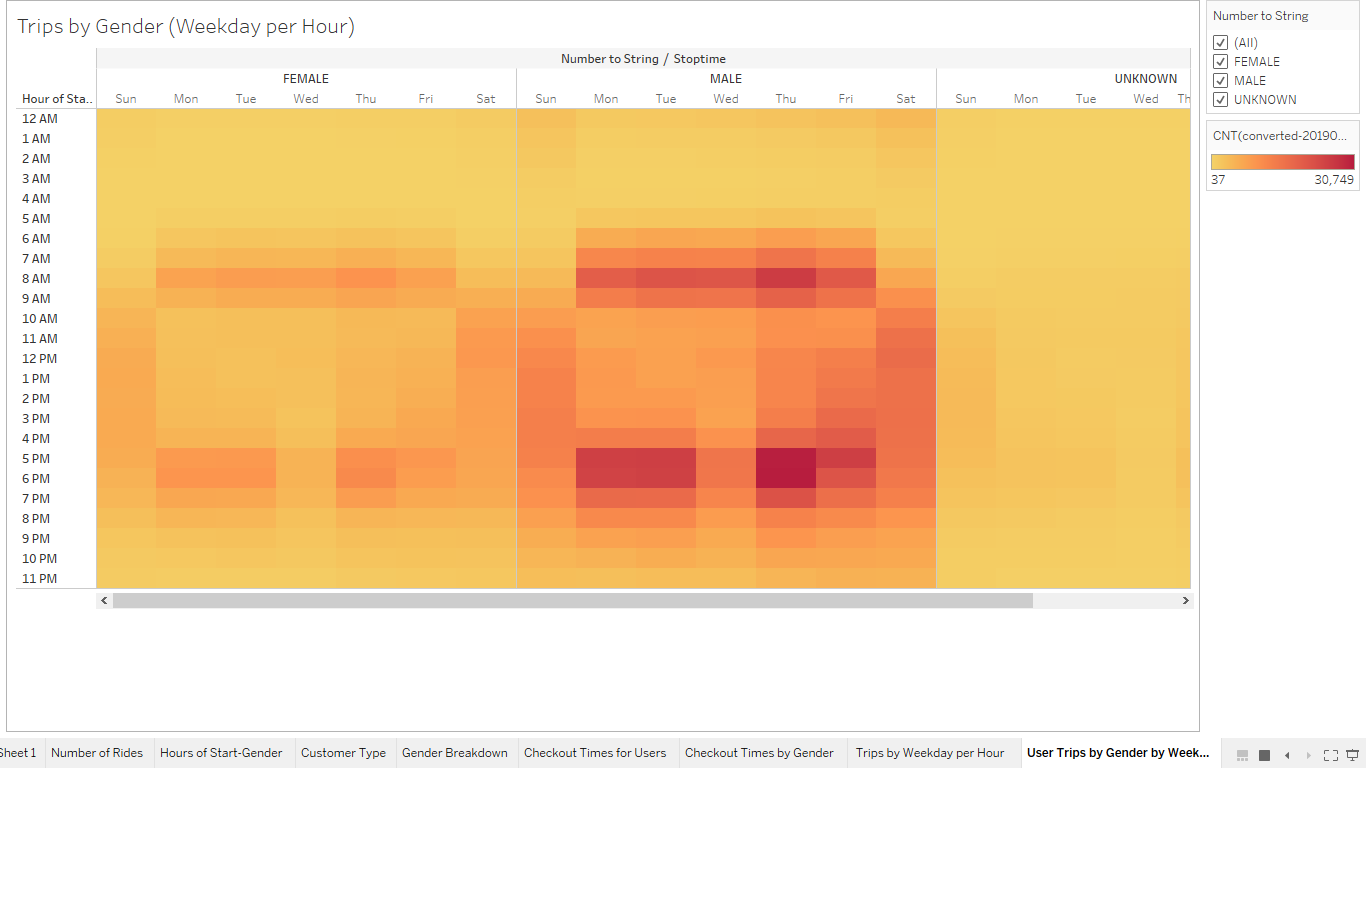 Trips by Gender (Weekday per Hour)
Number to String / Stoptime
FEMALE MALE UNKNOWN
Hour of Sta.. Sun Mon Tue Wed Thu Fri Sat Sun Mon Tue Wed Thu Fri Sat Sun Mon Tue Wed Th
12 AM
1 AM
2 AM
3 AM
4 AM
5 AM
6 AM
7 AM
8 AM
9 AM
10 AM
11 AM
12 PM
1 PM
2 PM
3 PM
4 PM
5 PM
6 PM
7 PM
8 PM
9 PM
10 PM
11 PM
Number to String
(All)
FEMALE
MALE
UNKNOWN
CNT(converted-20190...
37 30,749
Sheet 1 Number of Rides Hours of Start-Gender Customer Type Gender Breakdown Checkout Times for Users Checkout Times by Gender Trips by Weekday per Hour User Trips by Gender by Week...